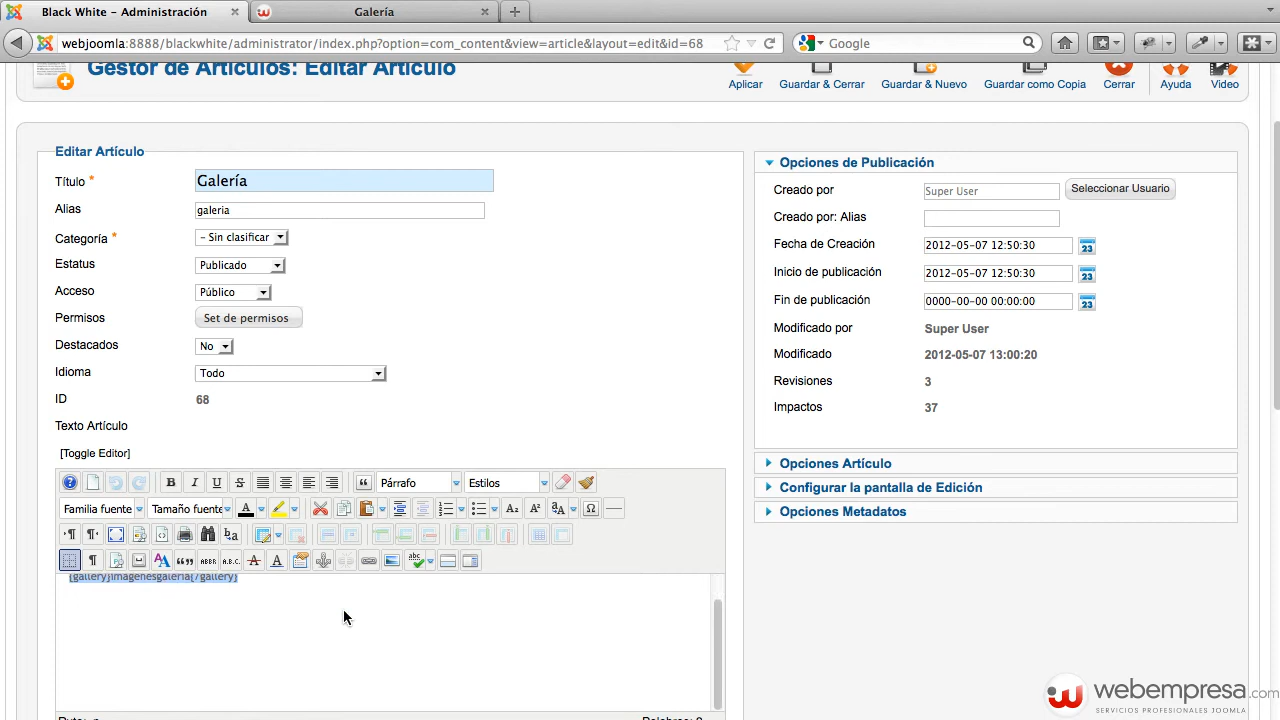 Black White - Administración
Galería
webjoomla:8888/blackwhite/administrator/index.php?option=com_content&view=article&layout=edit&id=68
Google
Gestor de Artículos: Editar Artículo
Aplicar
Guardar & Cerrar
Guardar & Nuevo
Guardar como Copia
Cerrar
Ayuda
Video
Editar Artículo
Título *
Galería
Alias
galeria
Categoría *
- Sin clasificar
Estatus
Publicado
Acceso
Público
Permisos
Set de permisos
Destacados
No
Idioma
Todo
ID
68
Texto Artículo
[Toggle Editor]
Párrafo
Estilos
Familia fuente
Tamaño fuente
{gallery}imagenesgaleria{/gallery}
Opciones de Publicación
Creado por
Super User
Seleccionar Usuario
Creado por: Alias
Fecha de Creación
2012-05-07 12:50:30
23
Inicio de publicación
2012-05-07 12:50:30
23
Fin de publicación
0000-00-00 00:00:00
23
Modificado por
Super User
Modificado
2012-05-07 13:00:20
Revisiones
3
Impactos
37
Opciones Artículo
Configurar la pantalla de Edición
Opciones Metadatos
webempresa.com
SERVICIOS PROFESIONALES JOOMLA